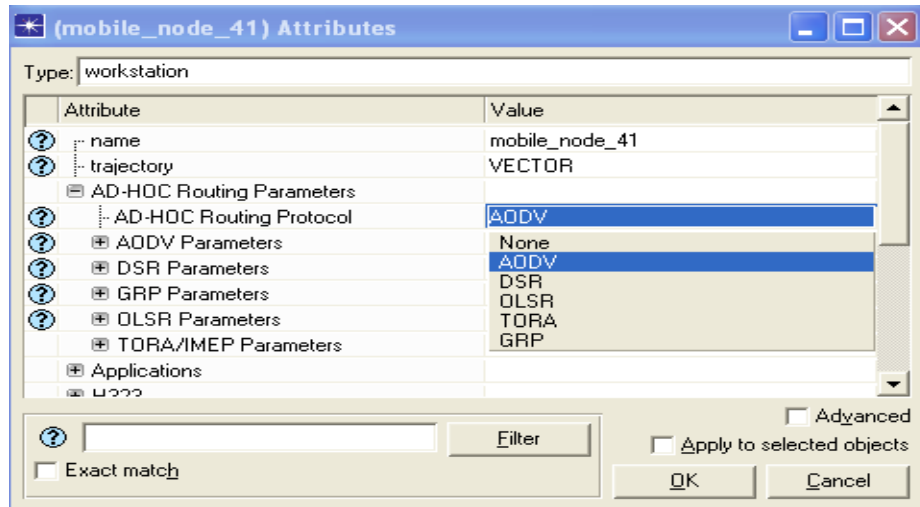 (mobile_node_41) Attributes
Type: workstation
Attribute Value
name mobile_node_41
trajectory VECTOR
AD-HOC Routing Parameters
AD-HOC Routing Protocol AODV
AODV Parameters None
AODV
DSR Parameters DSR
GRP Parameters OLSR
OLSR Parameters TORA
TORA/IMEP Parameters GRP
Applications
Advanced
Filter Apply to selected objects
Exact match
OK Cancel